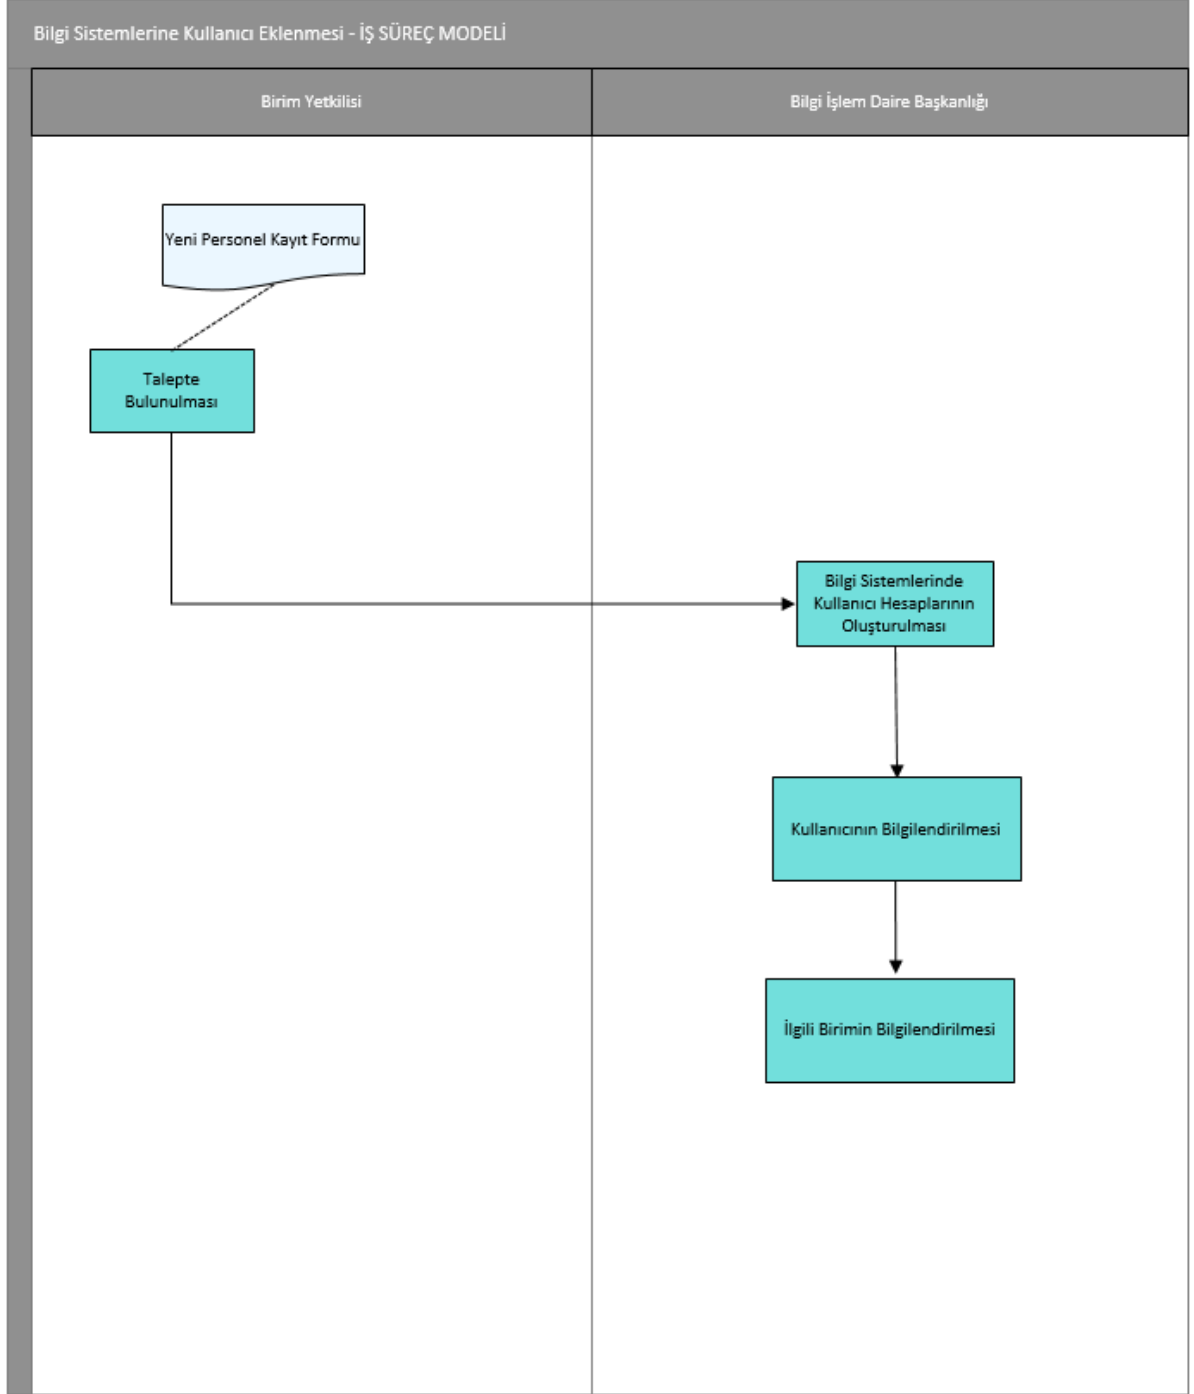 Bilgi Sistemlerine Kullanıcı Eklenmesi - İŞ SÜREÇ MODELİ
Birim Yetkilisi
Bilgi İşlem Daire Başkanlığı
Yeni Personel Kayıt Formu
Talepte
Bulunulması
Bilgi Sistemlerinde
Kullanıcı Hesaplarının
Oluşturulması
Kullanıcının Bilgilendirilmesi
İlgili Birimin Bilgilendirilmesi